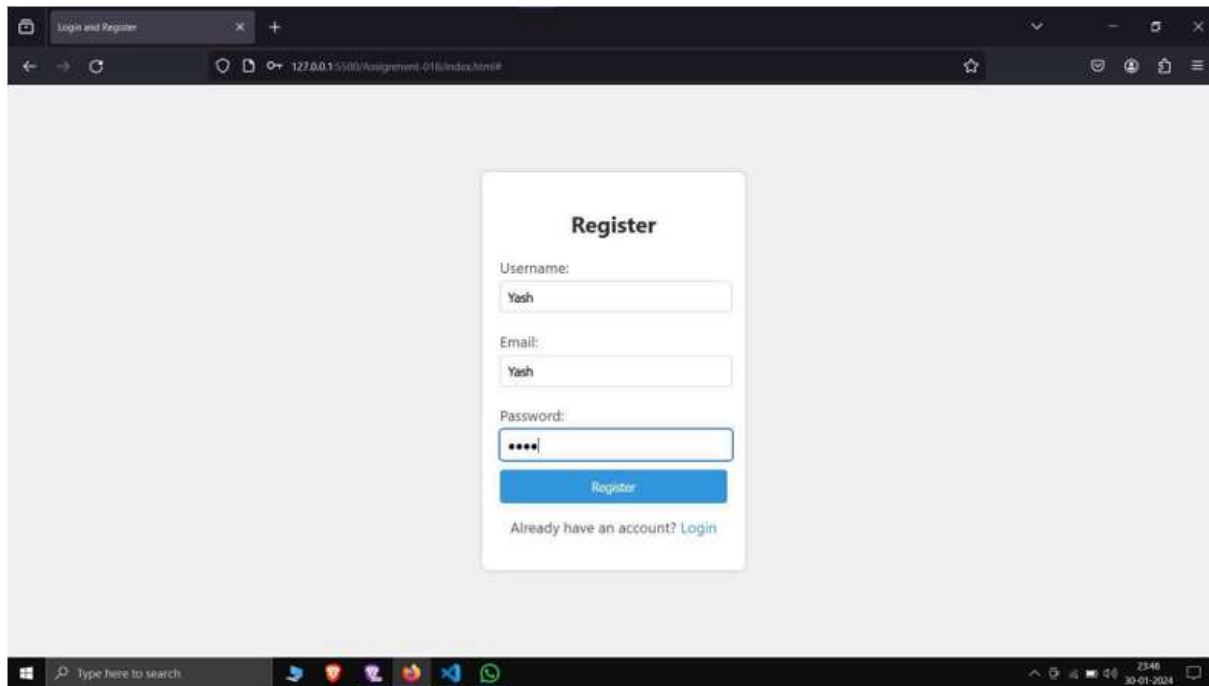 Login and Register
127.0.0.1:5500/Assignment-018/index.html#
Register
Username:
Yash
Email:
Yash
Password:
Register
Already have an account? Login
Type here to search
23:46
30-01-2024